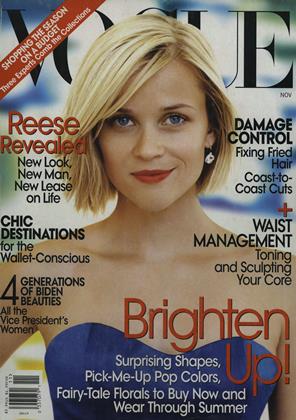 SHOPPING THE SEASON
ON A BUDGET
Three Experts Comb the Collections
VOGUE
NOV
Reese
Revealed
New Look,
New Man,
New Lease
on Life
DAMAGE
CONTROL
Fixing Fried
Hair
Coast-to-
Coast Cuts
CHIC
DESTINATIONS
for the
Wallet-Conscious
+
WAIST
MANAGEMENT
Toning
and Sculpting
Your Core
4 GENERATIONS
OF BIDEN
BEAUTIES
All the
Vice President's
Women
Brighten
Up!
Surprising Shapes,
Pick-Me-Up Pop Colors,
Fairy-Tale Florals to Buy Now and
Wear Through Summer